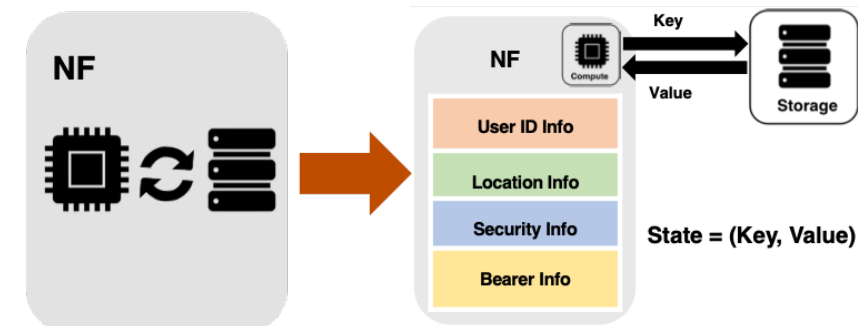 NF
NF
Compute
Key
Value
Storage
User ID Info
Location Info
Security Info
Bearer Info
State = (Key, Value)